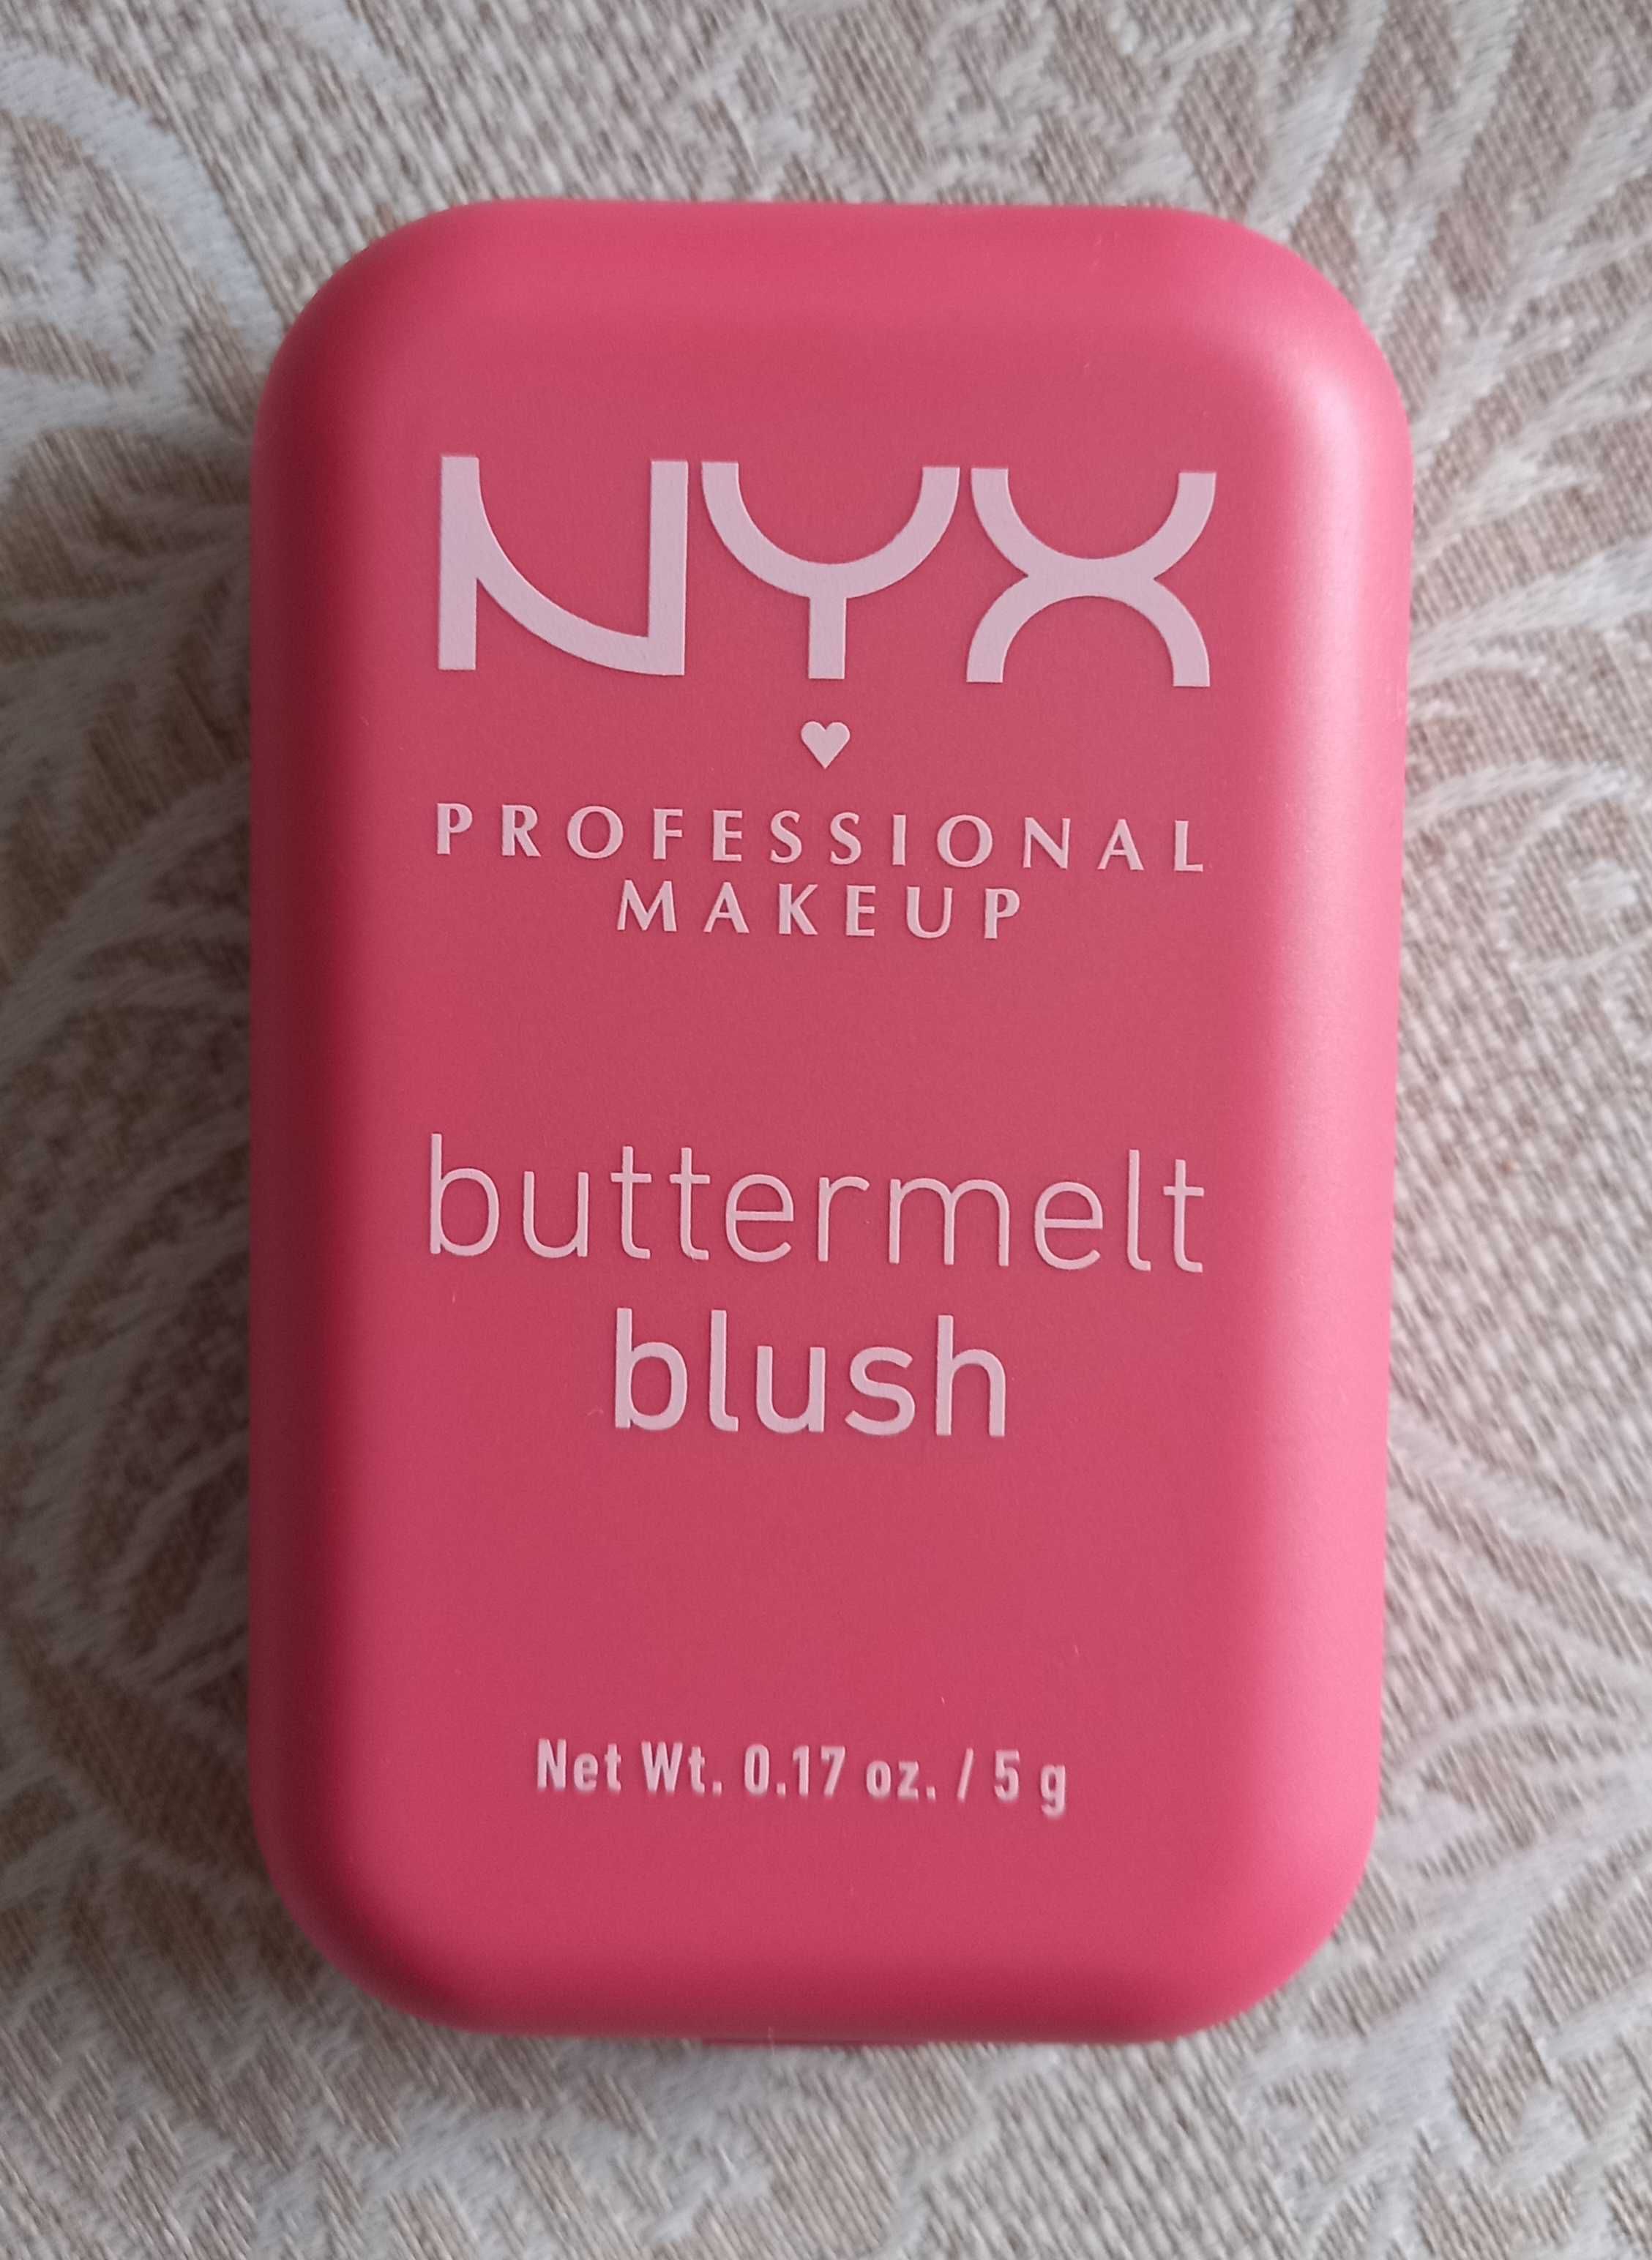 NYX
PROFESSIONAL
MAKEUP
buttermelt
blush
Net Wt. 0.17 oz. / 5 g